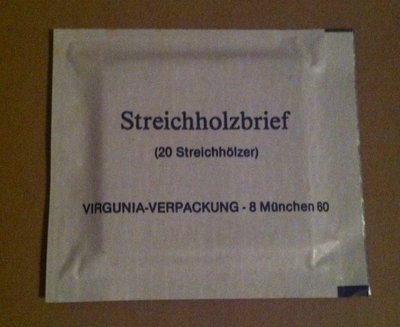 Streichholzbrief
(20 Streichhölzer)
VIRGUNIA-VERPACKUNG - 8 München 60